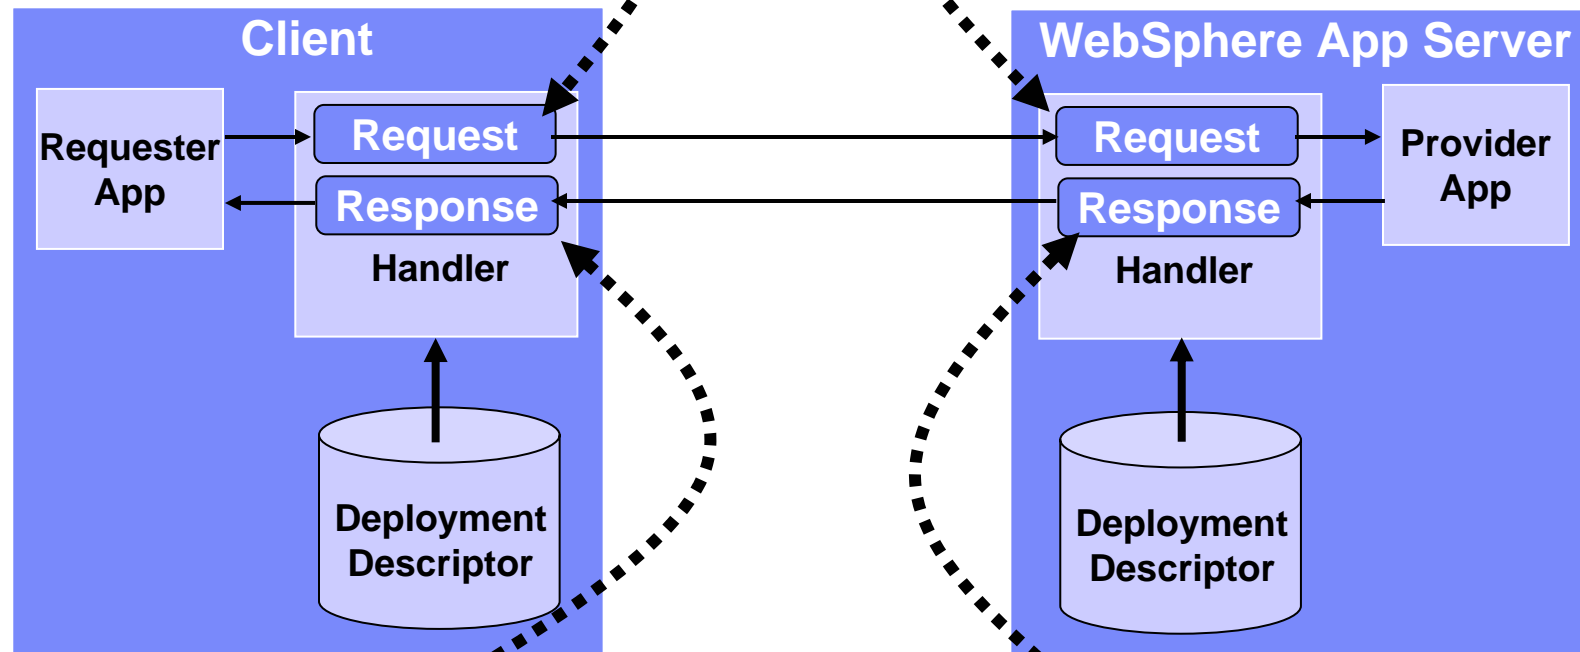 Client
Requester
App
Request
Response
Handler
Deployment
Descriptor
WebSphere App Server
Request
Response
Handler
Provider
App
Deployment
Descriptor